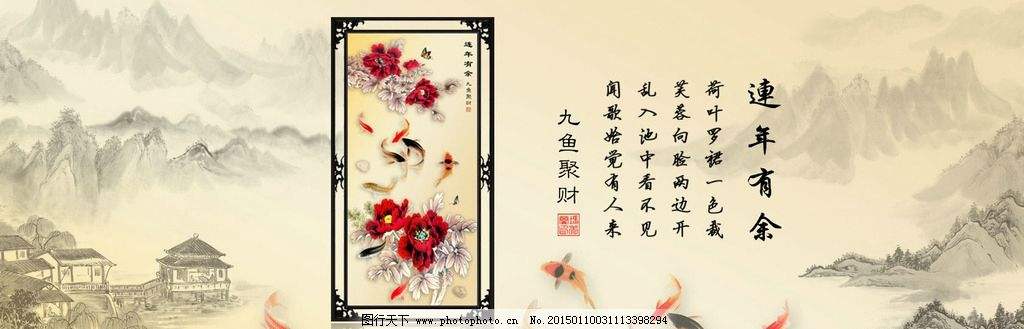 連年有余
荷叶罗裙一色裁
芙蓉向脸两边开
乱入池中看不见
闻歌始觉有人来
九鱼聚财
连年有余
九鱼聚财
图行天下 www.photophoto.cn No.20150110031113398294